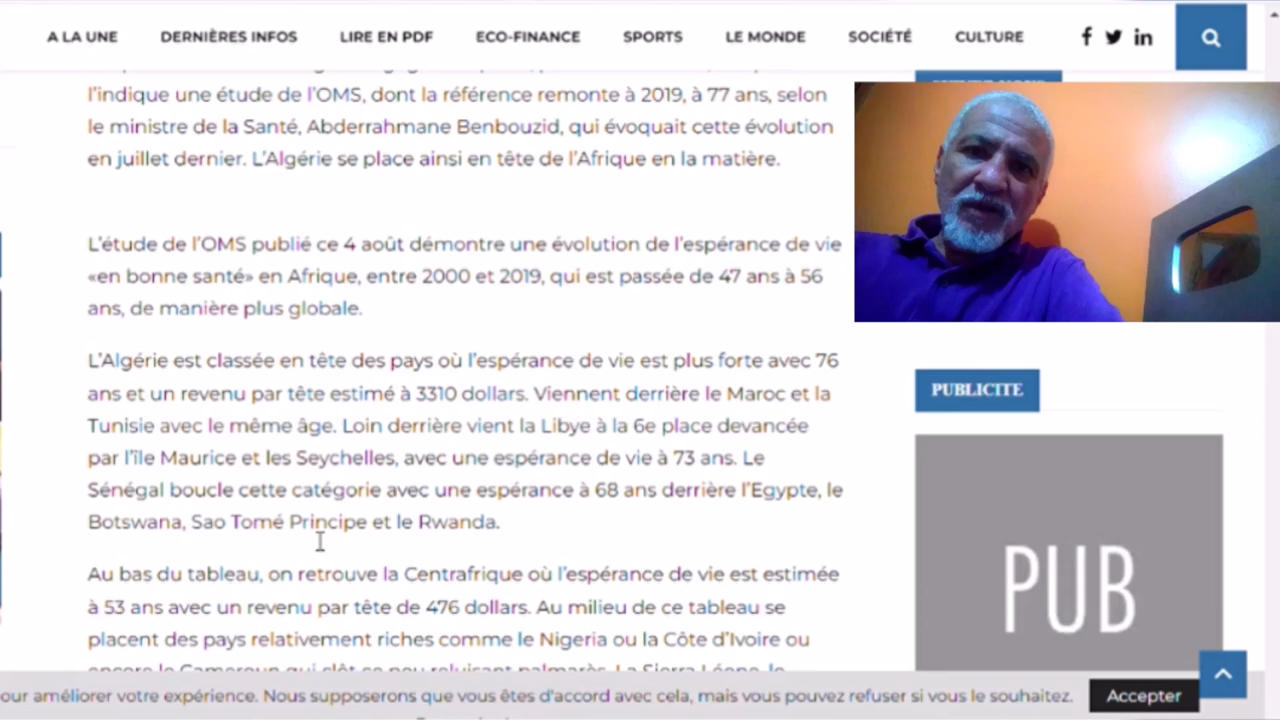 A LA UNE
DERNIÈRES INFOS
LIRE EN PDF
ECO-FINANCE
SPORTS
LE MONDE
SOCIÉTÉ
CULTURE
l'indique une étude de l'OMS, dont la référence remonte à 2019, à 77 ans, selon
le ministre de la Santé, Abderrahmane Benbouzid, qui évoquait cette évolution
en juillet dernier. L'Algérie se place ainsi en tête de l'Afrique en la matière.
L'étude de l'OMS publié ce 4 août démontre une évolution de l'espérance de vie
«en bonne santé» en Afrique, entre 2000 et 2019, qui est passée de 47 ans à 56
ans, de manière plus globale.
L'Algérie est classée en tête des pays où l'espérance de vie est plus forte avec 76
ans et un revenu par tête estimé à 3310 dollars. Viennent derrière le Maroc et la
Tunisie avec le même âge. Loin derrière vient la Libye à la 6e place devancée
par l'île Maurice et les Seychelles, avec une espérance de vie à 73 ans. Le
Sénégal boucle cette catégorie avec une espérance à 68 ans derrière l'Egypte, le
Botswana, Sao Tomé Principe et le Rwanda.
Au bas du tableau, on retrouve la Centrafrique où l'espérance de vie est estimée
à 53 ans avec un revenu par tête de 476 dollars. Au milieu de ce tableau se
placent des pays relativement riches comme le Nigeria ou la Côte d'Ivoire ou
PUBLICITE
PUB
our améliorer votre expérience. Nous supposerons que vous êtes d'accord avec cela, mais vous pouvez refuser si vous le souhaitez.
Accepter